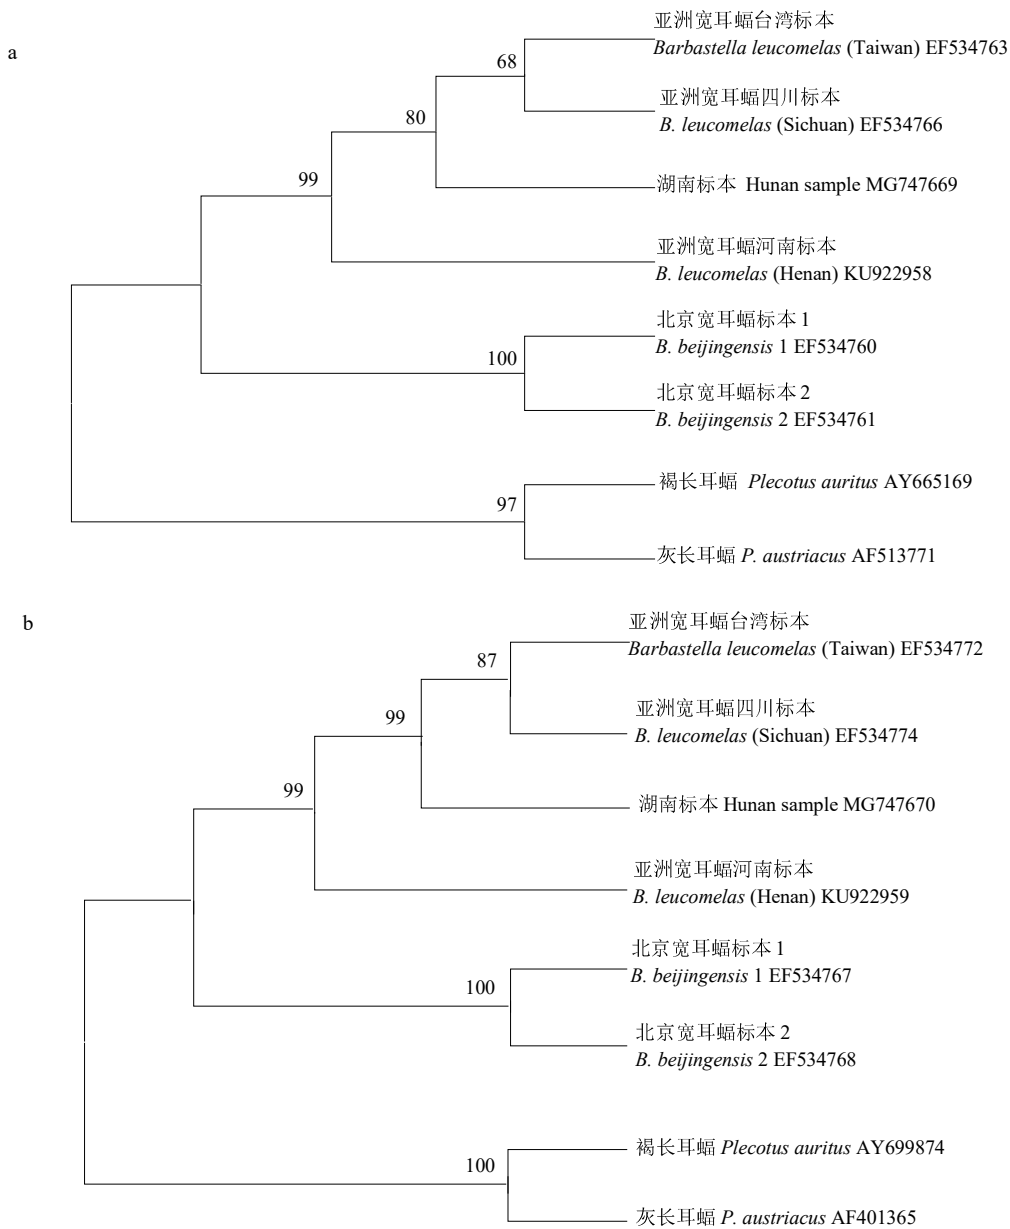 a
亚洲宽耳蝠台湾标本
Barbastella leucomelas (Taiwan) EF534763
68
亚洲宽耳蝠四川标本
B. leucomelas (Sichuan) EF534766
80
湖南标本 Hunan sample MG747669
99
亚洲宽耳蝠河南标本
B. leucomelas (Henan) KU922958
北京宽耳蝠标本1
B. beijingensis 1 EF534760
100
北京宽耳蝠标本2
B. beijingensis 2 EF534761
褐长耳蝠 Plecotus auritus AY665169
97
灰长耳蝠 P. austriacus AF513771
b
亚洲宽耳蝠台湾标本
Barbastella leucomelas (Taiwan) EF534772
87
亚洲宽耳蝠四川标本
B. leucomelas (Sichuan) EF534774
99
湖南标本 Hunan sample MG747670
99
亚洲宽耳蝠河南标本
B. leucomelas (Henan) KU922959
北京宽耳蝠标本1
B. beijingensis 1 EF534767
100
北京宽耳蝠标本2
B. beijingensis 2 EF534768
褐长耳蝠 Plecotus auritus AY699874
100
灰长耳蝠 P. austriacus AF401365